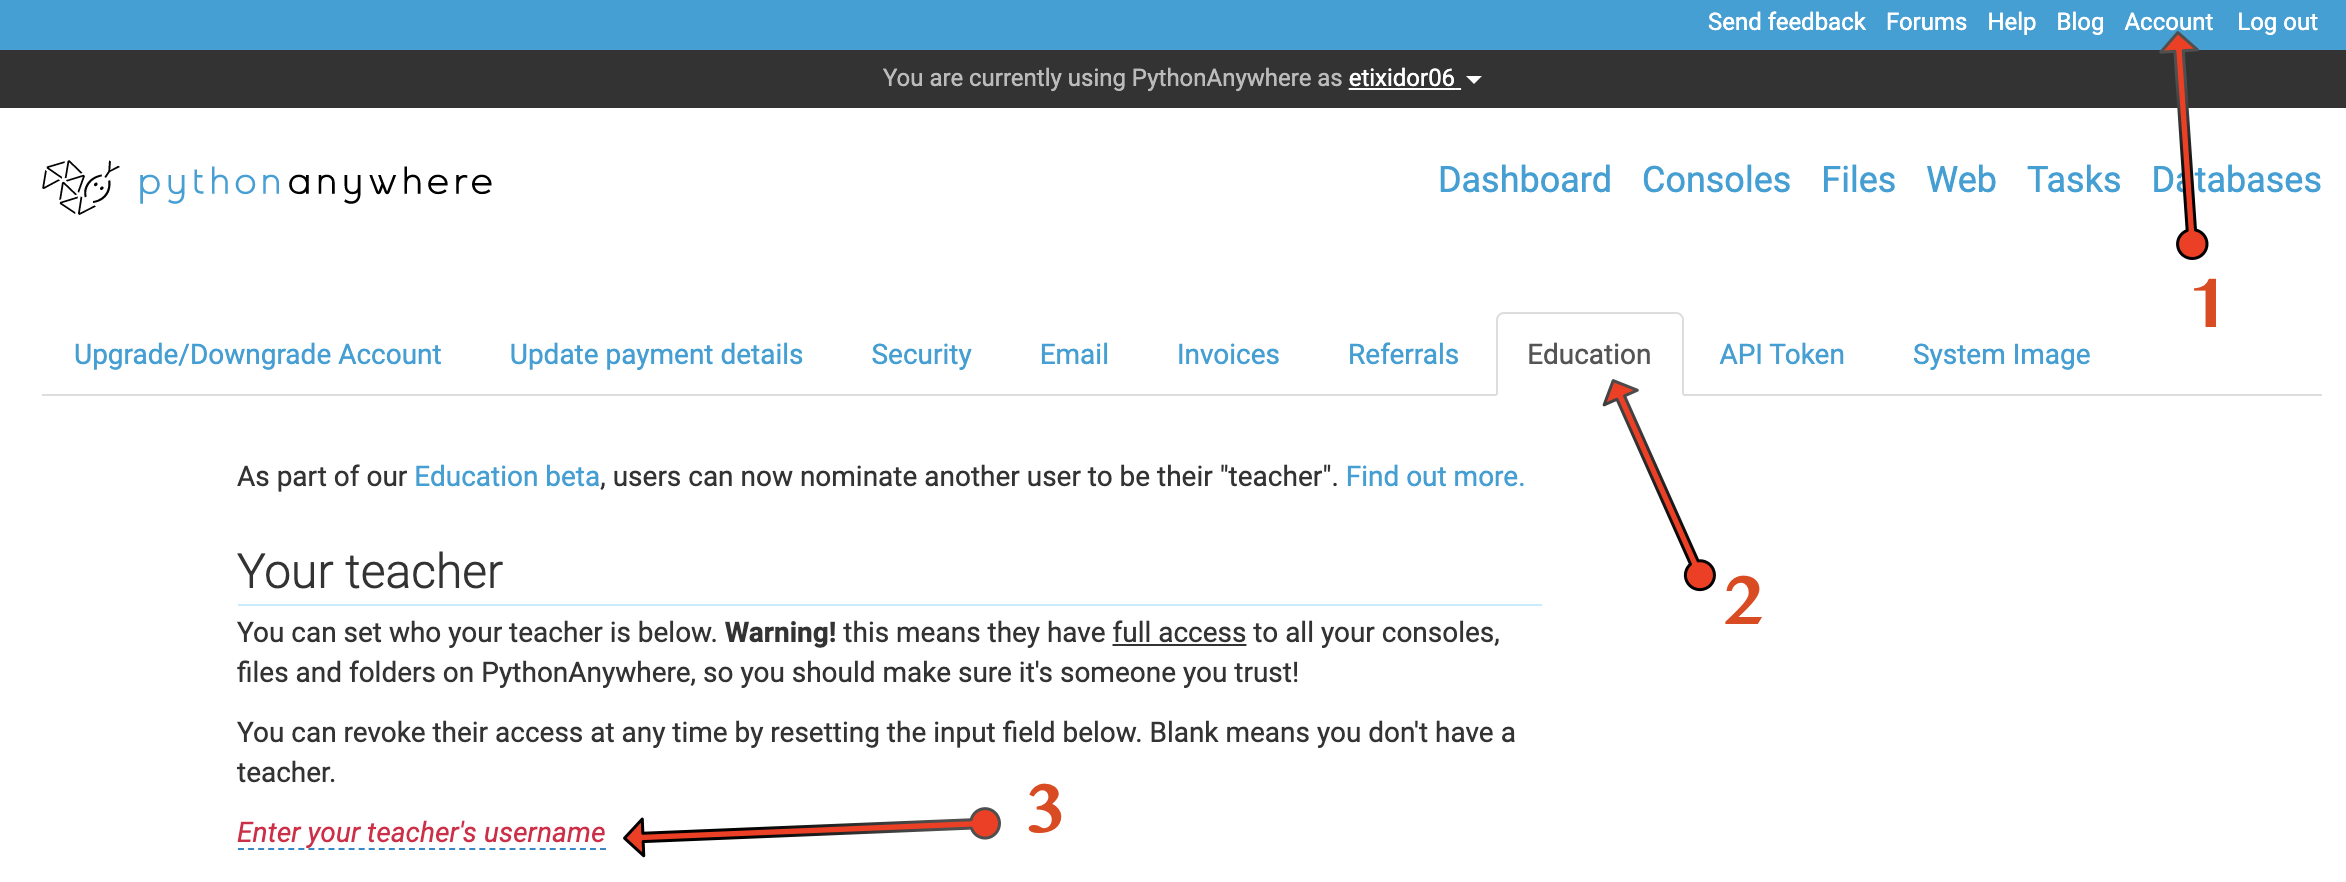 Send feedback Forums Help Blog Account Log out
You are currently using PythonAnywhere as etixidor06
pythonanywhere
Dashboard Consoles Files Web Tasks Databases
1
Upgrade/Downgrade Account Update payment details Security Email Invoices Referrals Education API Token System Image
As part of our Education beta, users can now nominate another user to be their "teacher". Find out more.
Your teacher
2
You can set who your teacher is below. Warning! this means they have full access to all your consoles,
files and folders on PythonAnywhere, so you should make sure it's someone you trust!
You can revoke their access at any time by resetting the input field below. Blank means you don't have a
teacher.
Enter your teacher's username
3